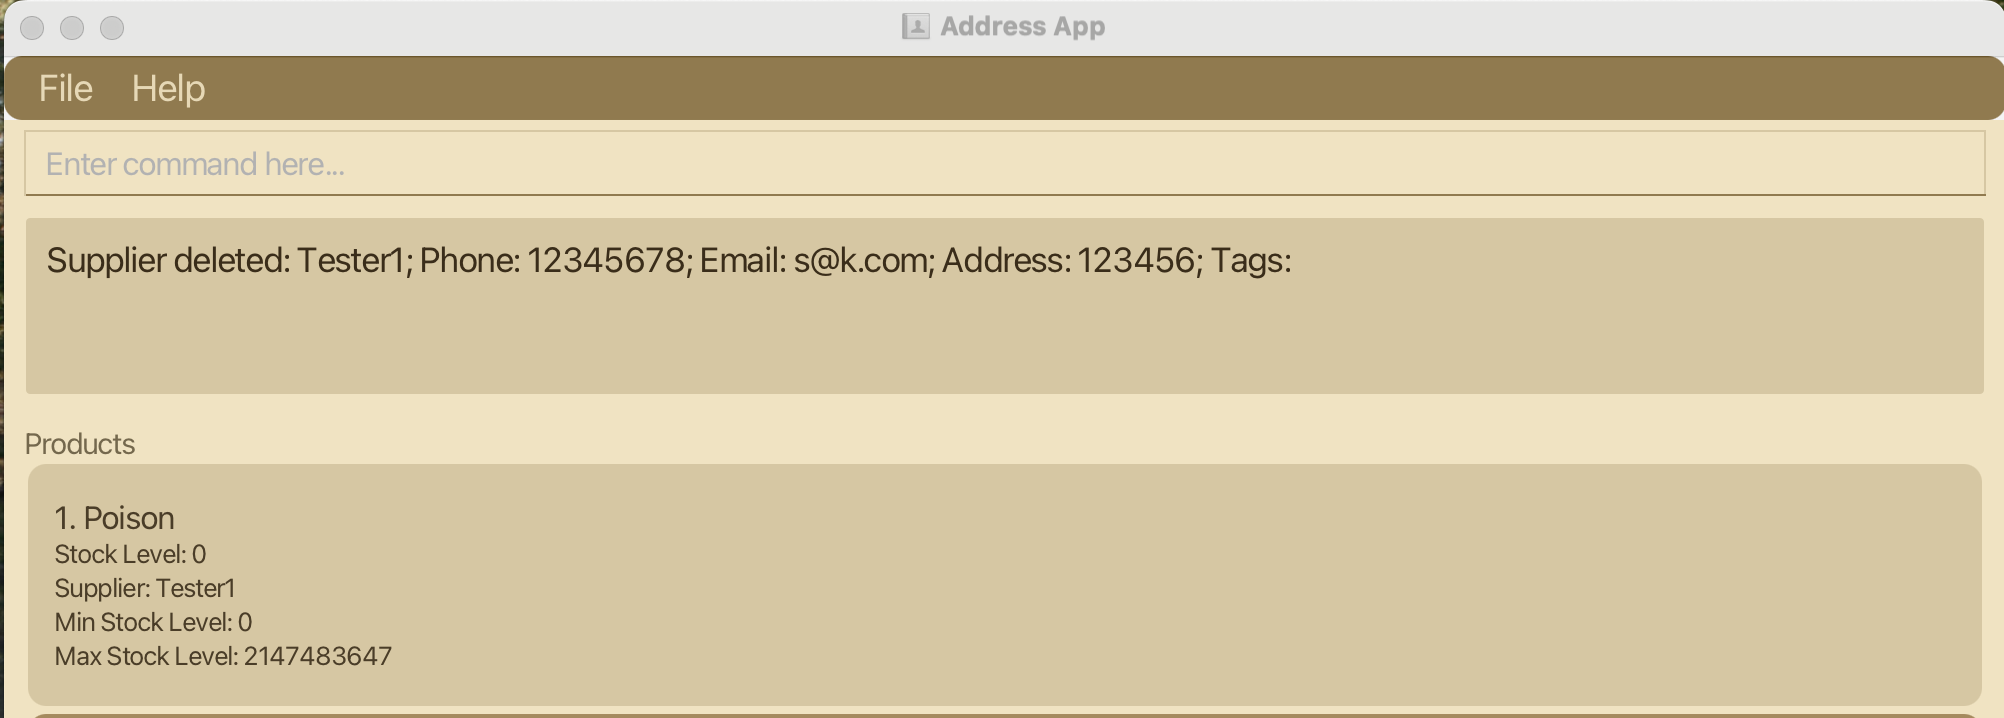 Address App
File Help
Enter command here...
Supplier deleted: Tester1; Phone: 12345678; Email: s@k.com; Address: 123456; Tags:
Products
1. Poison
Stock Level: 0
Supplier: Tester1
Min Stock Level: 0
Max Stock Level: 2147483647